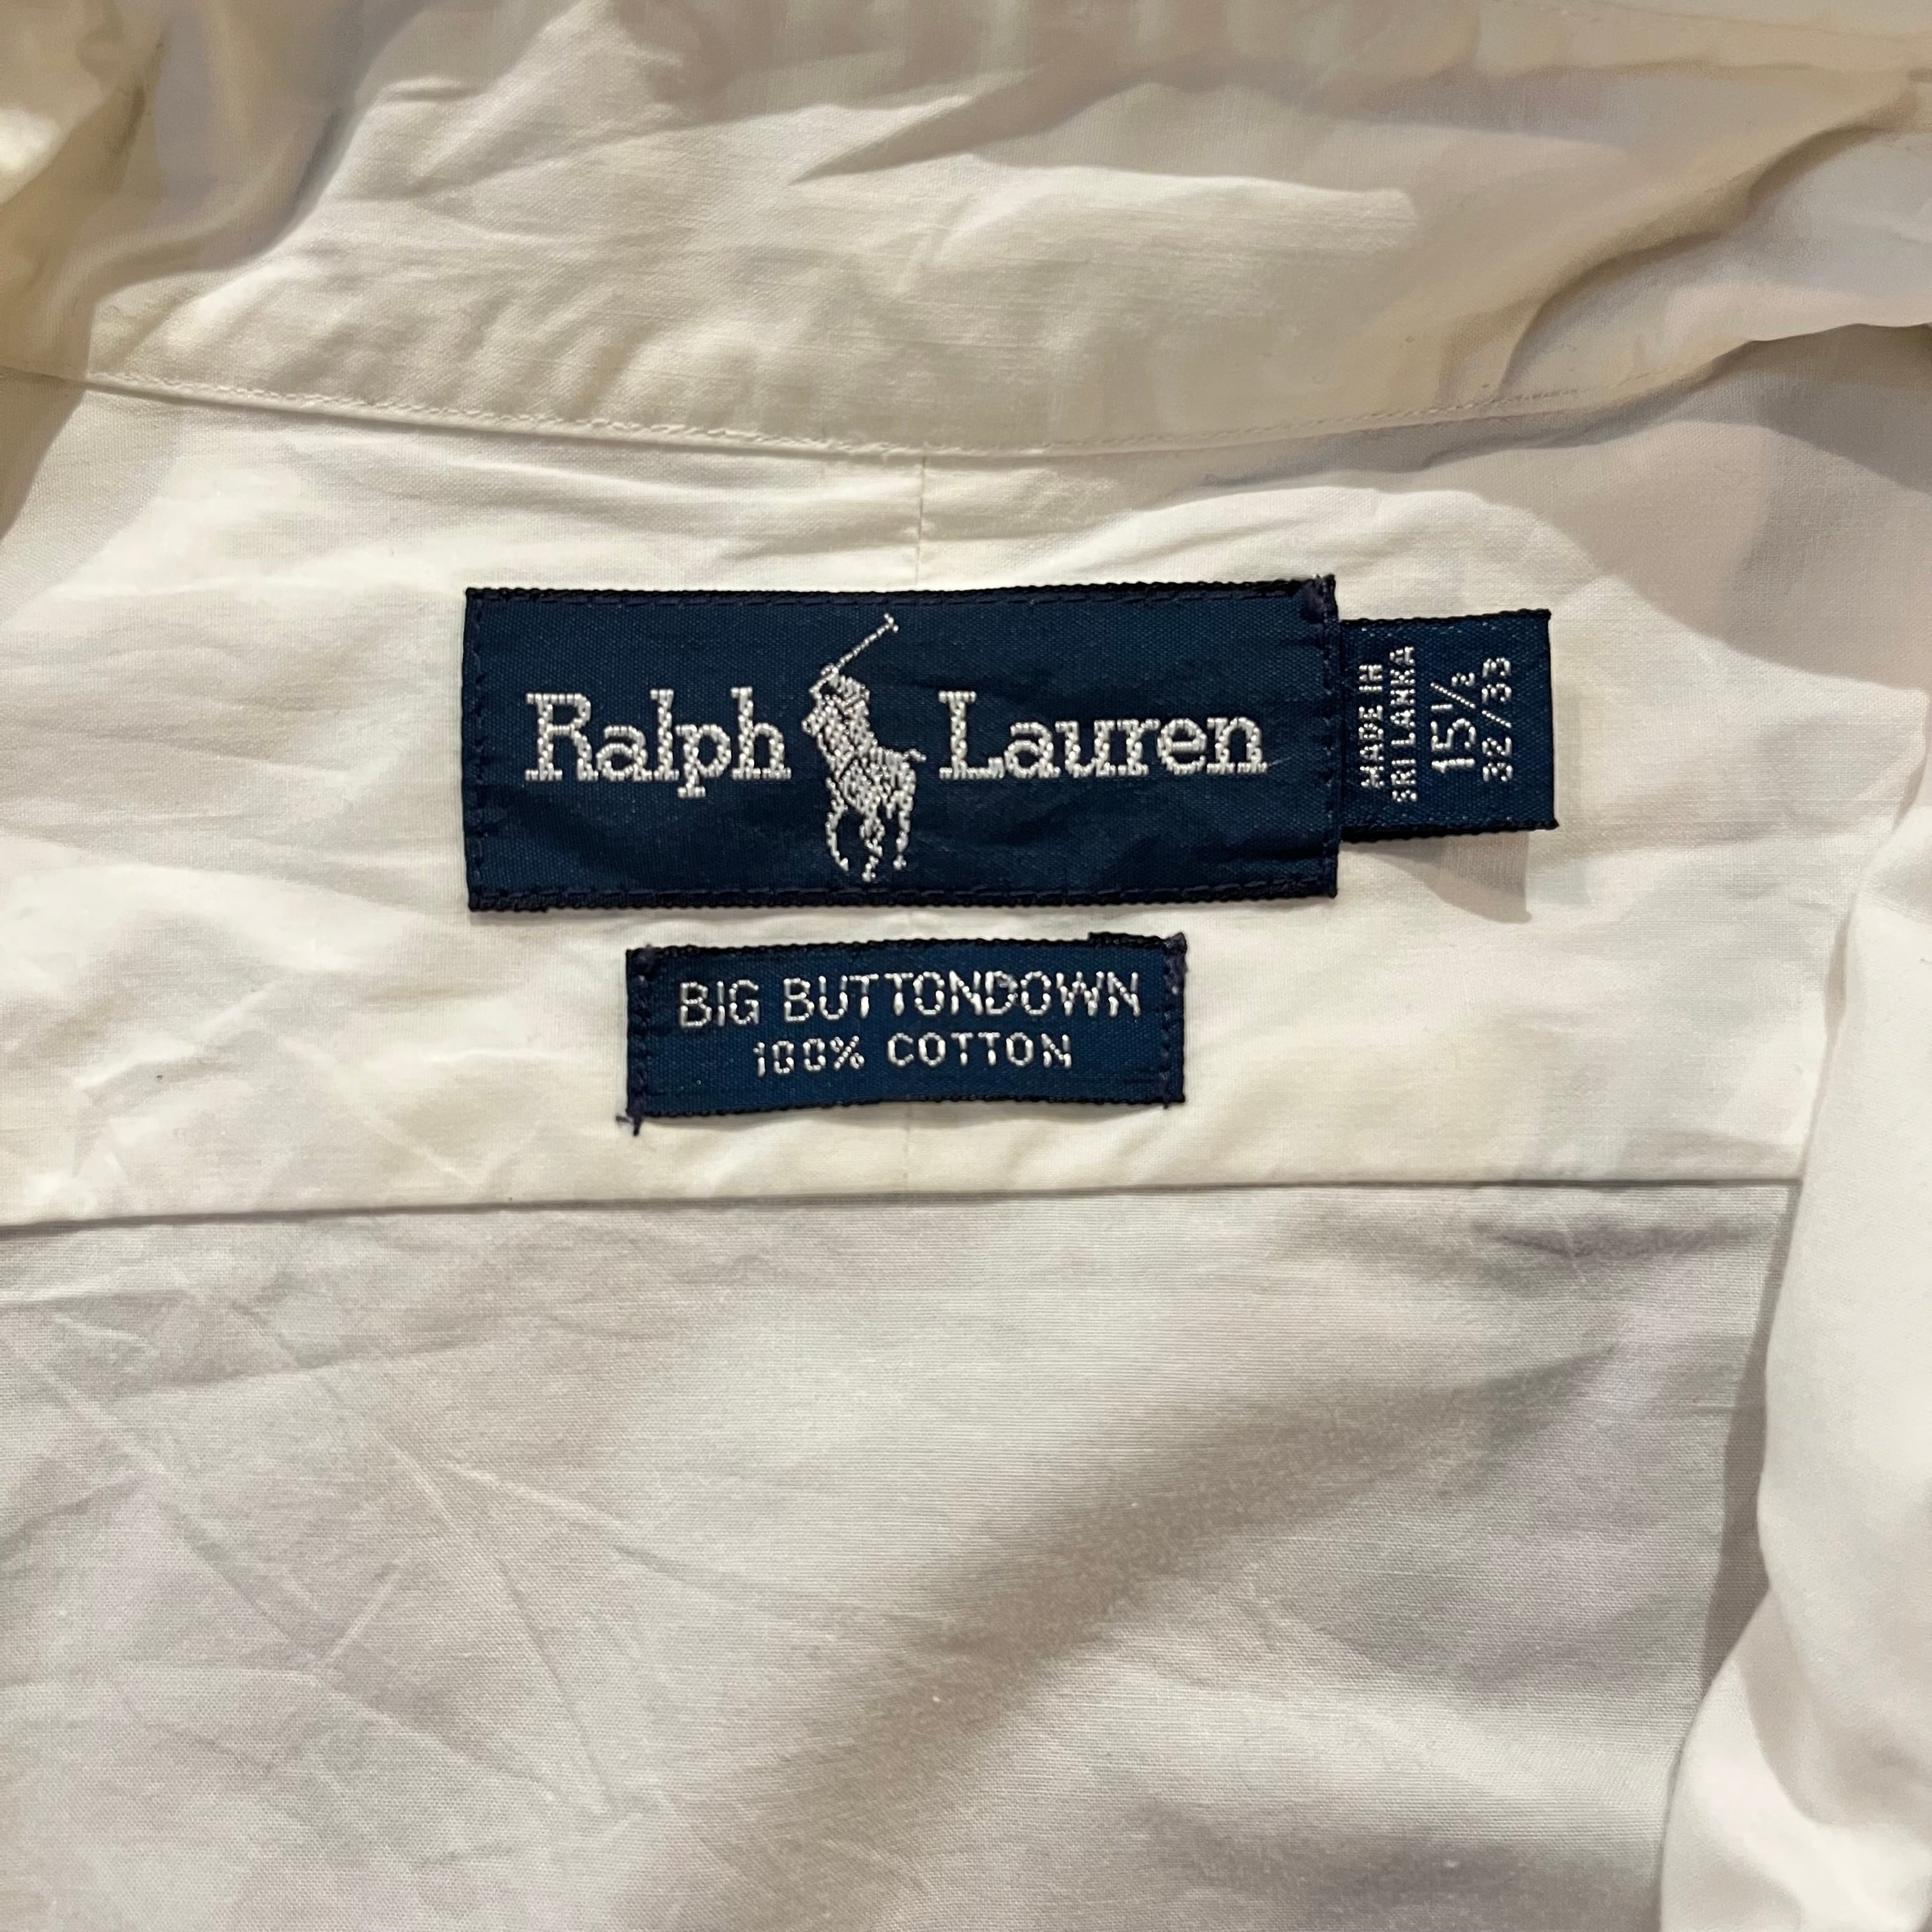 Ralph Lauren
MADE IN
SRI LANKA
15½
32/33
BIG BUTTONDOWN
100% COTTON